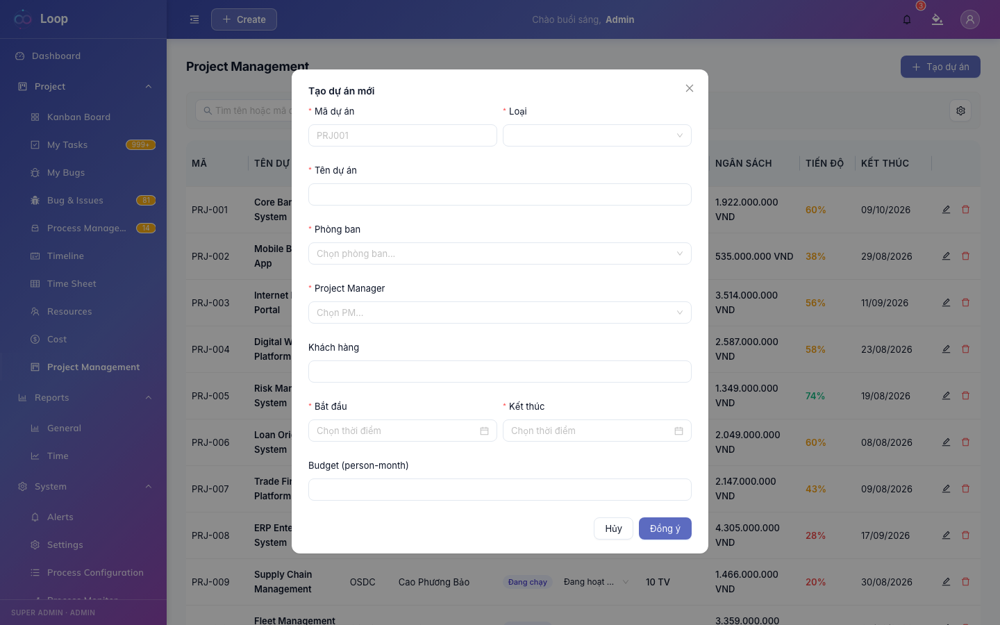 Loop
Create
Chào buổi sáng, Admin
3
Dashboard
Project
Kanban Board
My Tasks
999+
My Bugs
Bug & Issues
81
Process Manage...
14
Timeline
Time Sheet
Resources
Cost
Project Management
Reports
General
Time
System
Alerts
Settings
Process Configuration
Process Monitor
SUPER ADMIN · ADMIN
Project Management
Tạo dự án
Tìm tên hoặc mã
MÃ
TÊN DỰ
NGÂN SÁCH
TIẾN ĐỘ
KẾT THÚC
PRJ-001
Core Ban
System
1.922.000.000
VND
60%
09/10/2026
PRJ-002
Mobile B
App
535.000.000 VND
38%
29/08/2026
PRJ-003
Internet
Portal
3.514.000.000
VND
56%
11/09/2026
PRJ-004
Digital W
Platform
2.587.000.000
VND
58%
23/08/2026
PRJ-005
Risk Man
System
1.349.000.000
VND
74%
19/08/2026
PRJ-006
Loan Ori
System
2.049.000.000
VND
60%
08/08/2026
PRJ-007
Trade Fin
Platform
2.147.000.000
VND
43%
09/08/2026
PRJ-008
ERP Ente
System
4.305.000.000
VND
28%
17/09/2026
PRJ-009
Supply Chain
Management
OSDC
Cao Phương Bảo
Đang chạy
Đang hoạt ...
10 TV
1.466.000.000
VND
20%
30/08/2026
Fleet Management
3.359.000.000
Tạo dự án mới
* Mã dự án
PRJ001
* Loại
* Tên dự án
* Phòng ban
Chọn phòng ban...
* Project Manager
Chọn PM...
Khách hàng
* Bắt đầu
Chọn thời điểm
* Kết thúc
Chọn thời điểm
Budget (person-month)
Hủy
Đồng ý